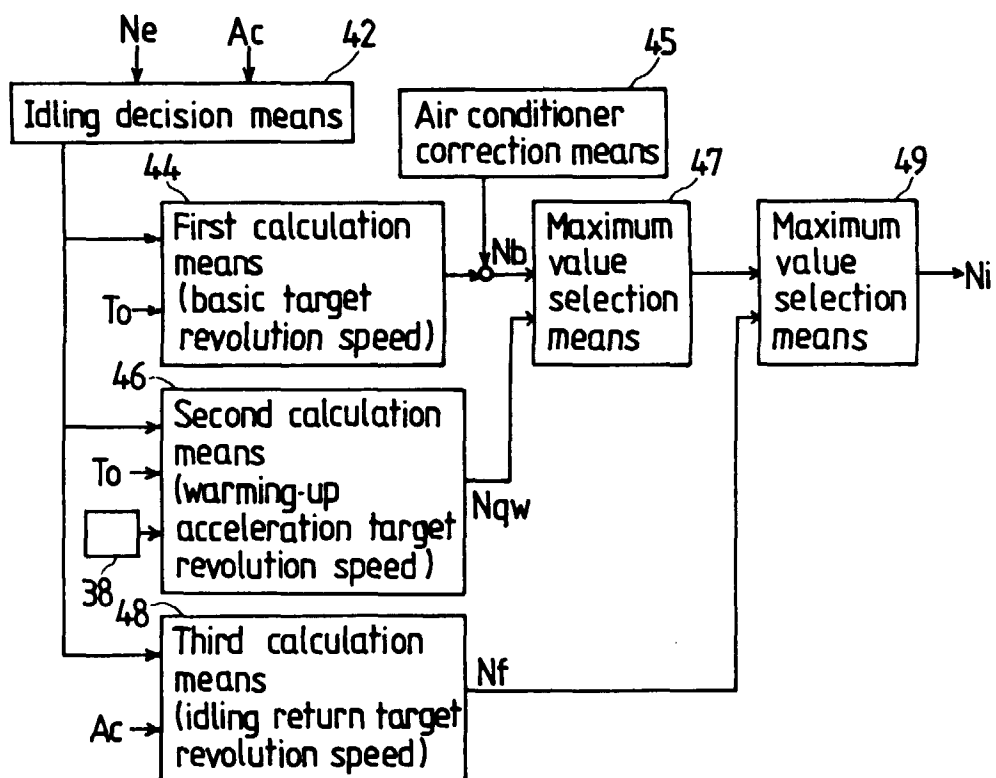 Ne
Ac
42
Idling decision means
45
Air conditioner
correction means
44
First calculation
means
(basic target
revolution speed)
To
Nb
47
Maximum
value
selection
means
49
Maximum
value
selection
means
Ni
46
Second calculation
means
(warming-up
acceleration target
revolution speed)
To
38
Nqw
48
Third calculation
means
(idling return target
revolution speed)
Ac
Nf